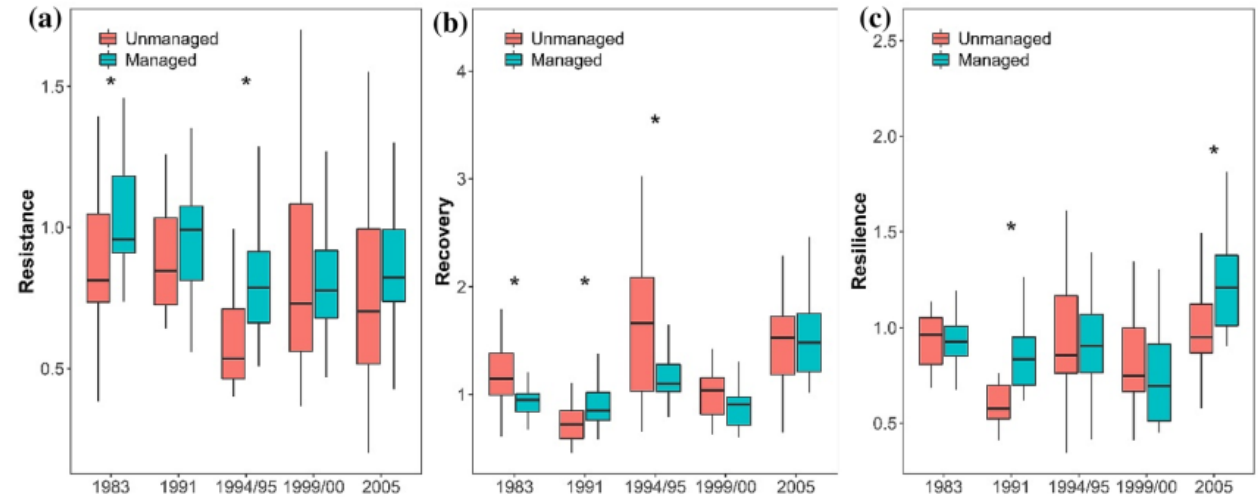 (a)
Unmanaged
Managed
*
*
1.5
1.0
0.5
Resistance
1983 1991 1994/95 1999/00 2005
(b)
Unmanaged
Managed
4
3
2
1
*
*
*
Recovery
1983 1991 1994/95 1999/00 2005
(c)
Unmanaged
Managed
2.5
2.0
1.5
1.0
0.5
*
*
Resilience
1983 1991 1994/95 1999/00 2005